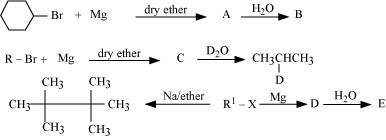 Br + Mg dry ether A H₂O B
R – Br + Mg dry ether C D₂O CH₃CHCH₃
D
CH₃ CH₃
CH₃ CH₃ Na/ether R¹ – X Mg D H₂O E
CH₃ CH₃